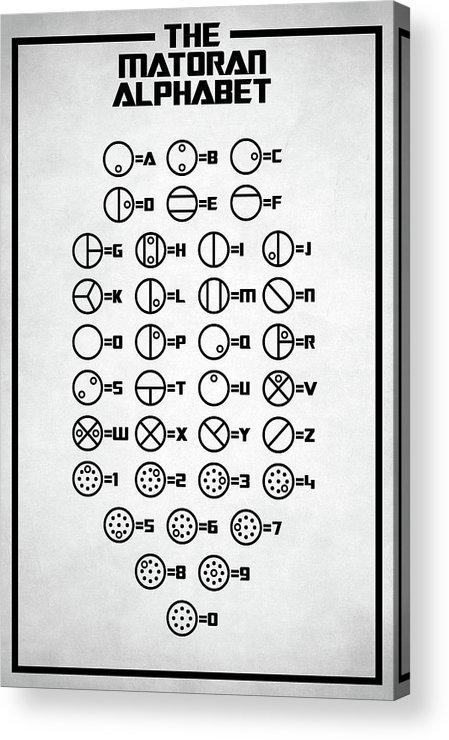 THE
MATORAN
ALPHABET
=A =B =C
=D =E =F
=G =H =I =J
=K =L =M =N
=O =P =Q =R
=S =T =U =V
=W =X =Y =Z
=1 =2 =3 =4
=5 =6 =7
=8 =9
=0